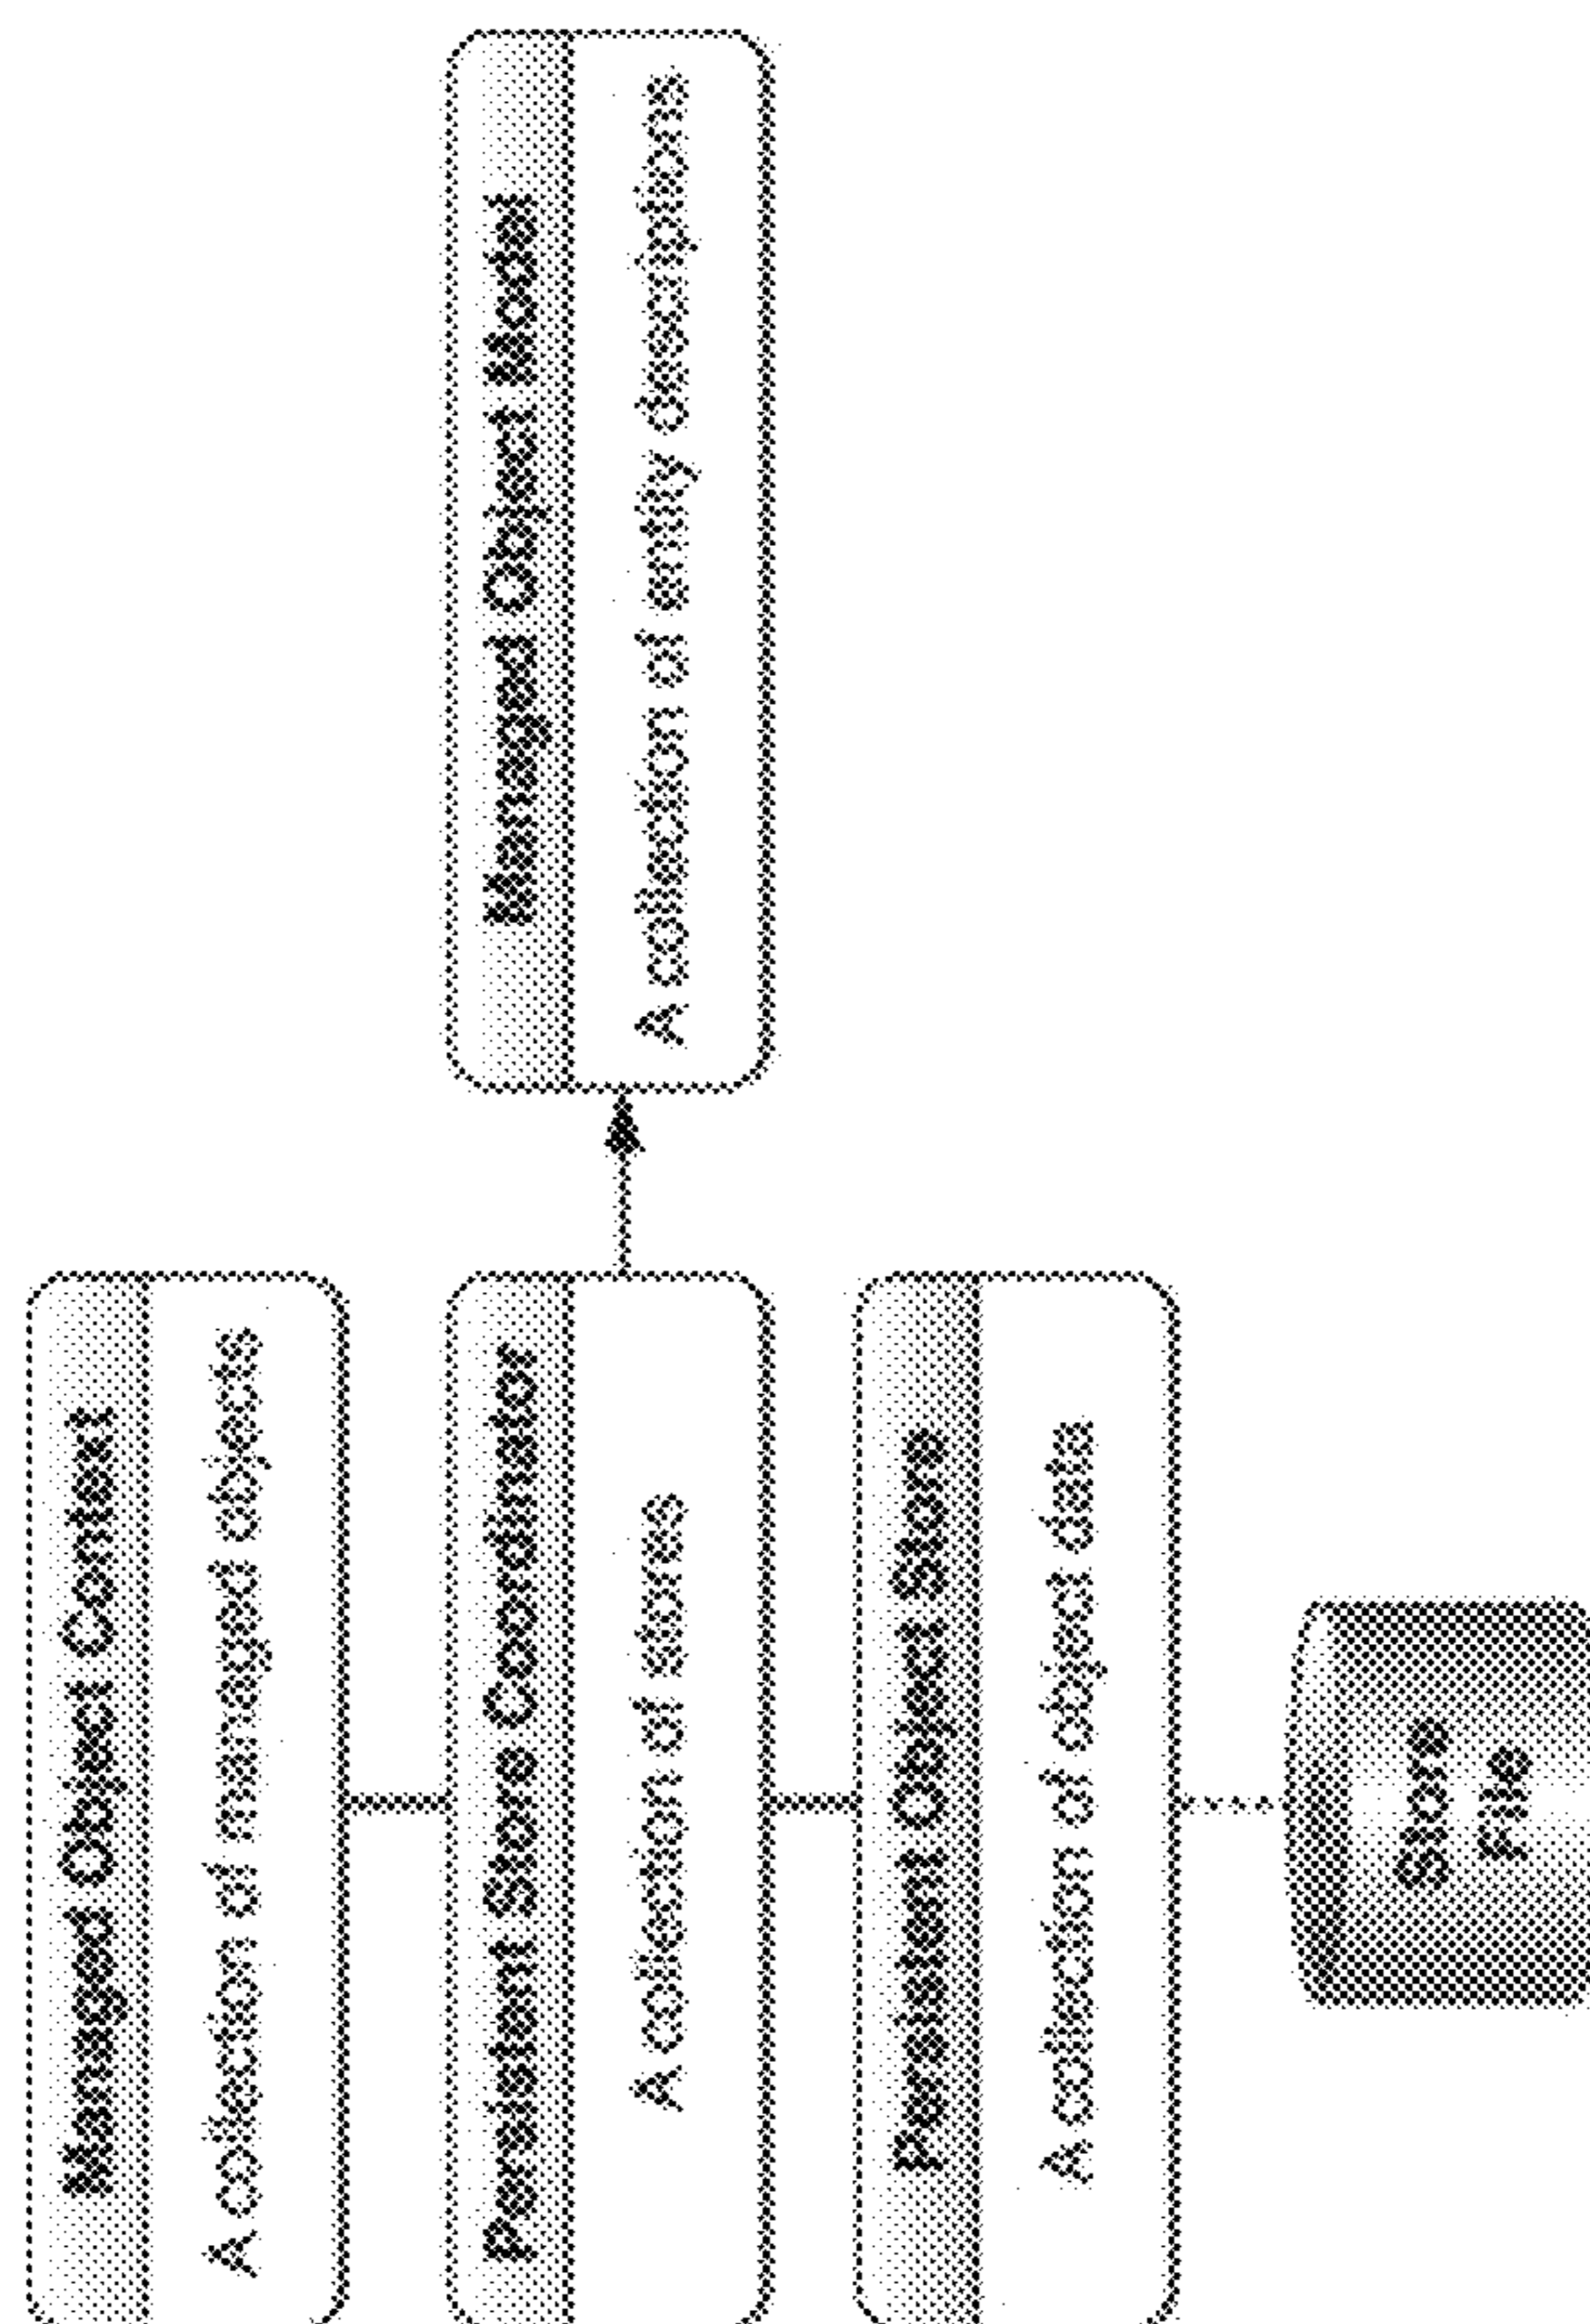 Managed Object Context
A collection of managed objects
Persistent Store Coordinator
A collection of stores
Managed Object Model
A collection of entity descriptions
Persistent Object Store
A collection of object data
Store
File